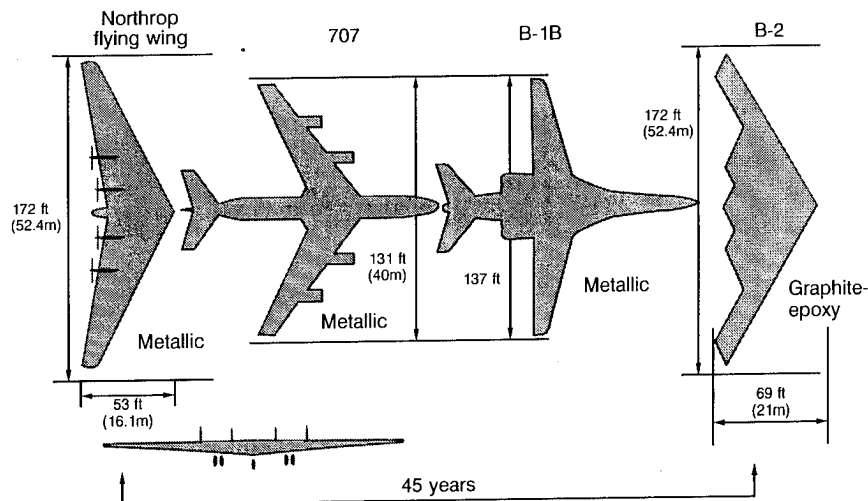 Northrop
flying wing
707
B-1B
B-2
172 ft
(52.4m)
172 ft
(52.4m)
131 ft
(40m)
137 ft
Metallic
Metallic
Metallic
Graphite-
epoxy
53 ft
(16.1m)
69 ft
(21m)
45 years